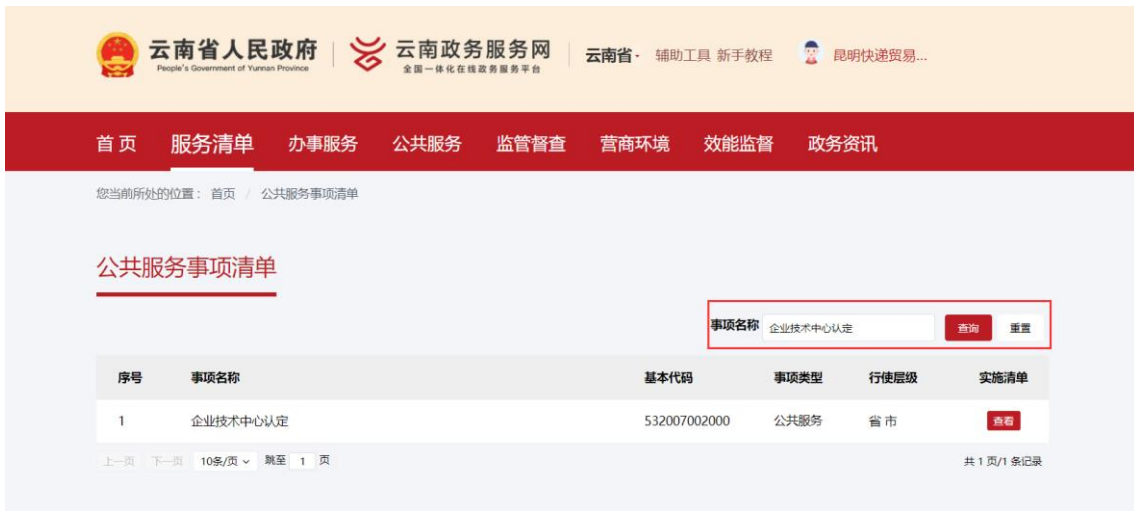 云南省人民政府 云南政务服务网 云南省· 辅助工具 新手教程 昆明快递贸易...
People's Government of Yunnan Province 全国一体化在线政务服务平台
首页 服务清单 办事服务 公共服务 监管督查 营商环境 效能监督 政务资讯
您当前所处的位置： 首页 / 公共服务事项清单
公共服务事项清单
事项名称 企业技术中心认定 查询 重置
序号 事项名称 基本代码 事项类型 行使层级 实施清单
1 企业技术中心认定 532007002000 公共服务 省 市 查看
上一页 下一页 10条/页 跳至 1 页 共 1 页/1 条记录